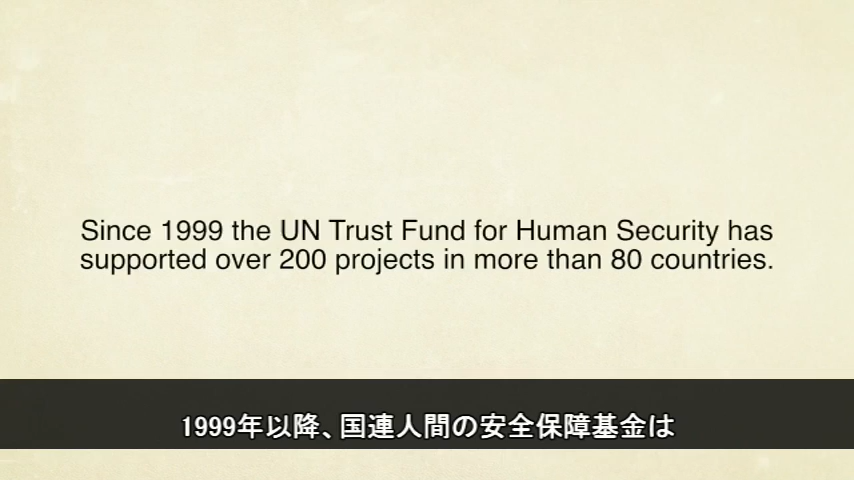 Since 1999 the UN Trust Fund for Human Security has
supported over 200 projects in more than 80 countries.
1999年以降、国連人間の安全保障基金は